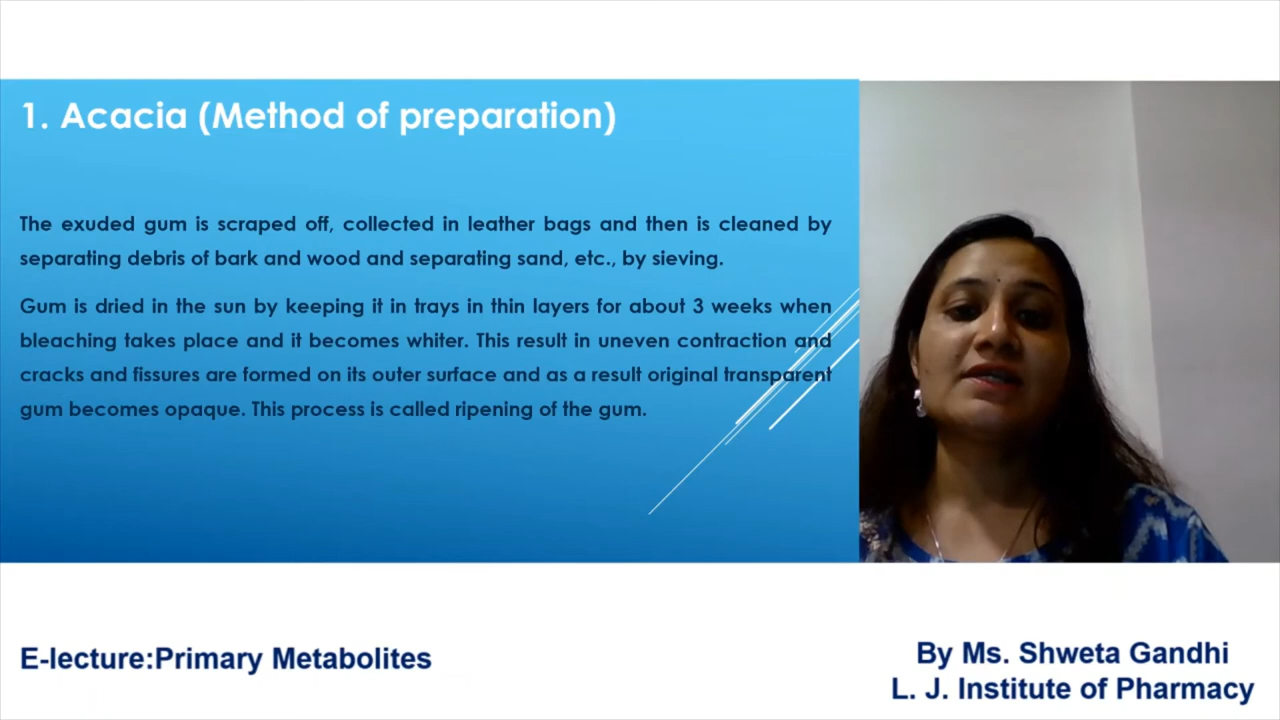 1. Acacia (Method of preparation)
The exuded gum is scraped off, collected in leather bags and then is cleaned by
separating debris of bark and wood and separating sand, etc., by sieving.
Gum is dried in the sun by keeping it in trays in thin layers for about 3 weeks when
bleaching takes place and it becomes whiter. This result in uneven contraction and
cracks and fissures are formed on its outer surface and as a result original transparent
gum becomes opaque. This process is called ripening of the gum.
E-lecture:Primary Metabolites
By Ms. Shweta Gandhi
L. J. Institute of Pharmacy